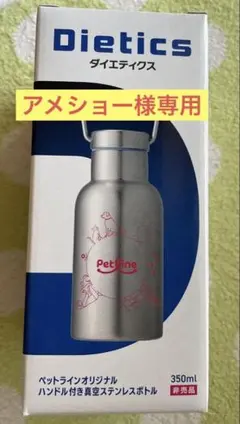 Dietics
ダイエティクス
アメショー様専用
PetLine
ペットラインオリジナル
ハンドル付き真空ステンレスボトル
350ml
非売品